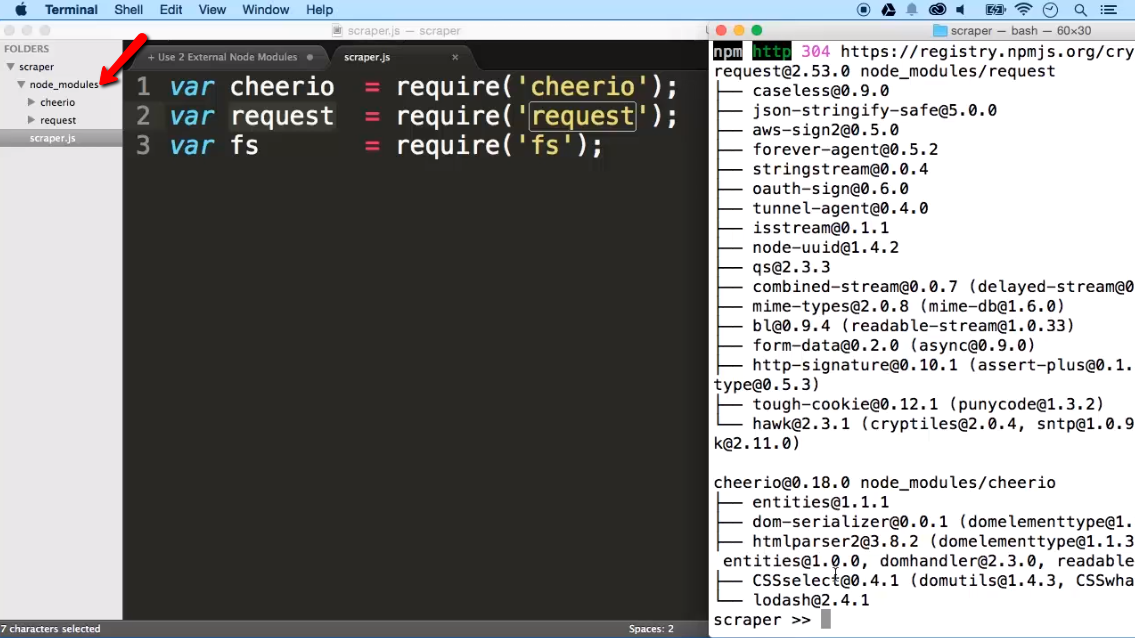 Terminal Shell Edit View Window Help
scraper.js — scraper
scraper — bash — 60×30
FOLDERS
scraper
node_modules
cheerio
request
scraper.js
+ Use 2 External Node Modules
scraper.js ×
1 var cheerio = require('cheerio');
2 var request = require('request');
3 var fs = require('fs');
npm http 304 https://registry.npmjs.org/cry
request@2.53.0 node_modules/request
├── caseless@0.9.0
├── json-stringify-safe@5.0.0
├── aws-sign2@0.5.0
├── forever-agent@0.5.2
├── stringstream@0.0.4
├── oauth-sign@0.6.0
├── tunnel-agent@0.4.0
├── isstream@0.1.1
├── node-uuid@1.4.2
├── qs@2.3.3
├── combined-stream@0.0.7 (delayed-stream@0
├── mime-types@2.0.8 (mime-db@1.6.0)
├── bl@0.9.4 (readable-stream@1.0.33)
├── form-data@0.2.0 (async@0.9.0)
├── http-signature@0.10.1 (assert-plus@0.1.
type@0.5.3)
├── tough-cookie@0.12.1 (punycode@1.3.2)
└── hawk@2.3.1 (cryptiles@2.0.4, sntp@1.0.9
k@2.11.0)
cheerio@0.18.0 node_modules/cheerio
├── entities@1.1.1
├── dom-serializer@0.0.1 (domelementtype@1.
├── htmlparser2@3.8.2 (domelementtype@1.1.3
entities@1.0.0, domhandler@2.3.0, readable
├── CSSselect@0.4.1 (domutils@1.4.3, CSSwha
└── lodash@2.4.1
scraper >>
7 characters selected
Spaces: 2